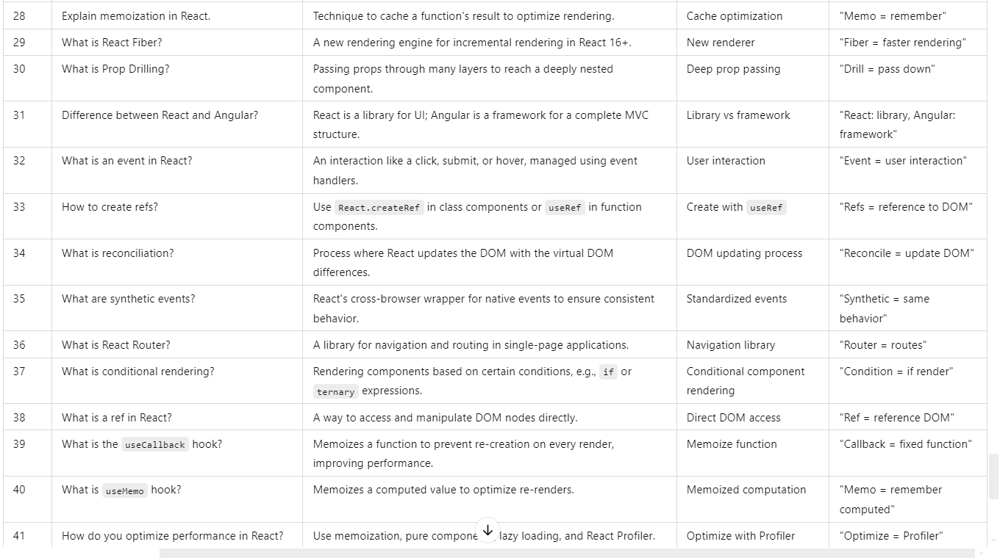 28 Explain memoization in React. Technique to cache a function's result to optimize rendering. Cache optimization "Memo = remember"
29 What is React Fiber? A new rendering engine for incremental rendering in React 16+. New renderer "Fiber = faster rendering"
30 What is Prop Drilling? Passing props through many layers to reach a deeply nested Deep prop passing "Drill = pass down"
component.
31 Difference between React and Angular? React is a library for UI; Angular is a framework for a complete MVC Library vs framework "React: library, Angular:
structure. framework"
32 What is an event in React? An interaction like a click, submit, or hover, managed using event User interaction "Event = user interaction"
handlers.
33 How to create refs? Use React.createRef in class components or useRef in function Create with useRef "Refs = reference to DOM"
components.
34 What is reconciliation? Process where React updates the DOM with the virtual DOM DOM updating process "Reconcile = update DOM"
differences.
35 What are synthetic events? React's cross-browser wrapper for native events to ensure consistent Standardized events "Synthetic = same
behavior. behavior"
36 What is React Router? A library for navigation and routing in single-page applications. Navigation library "Router = routes"
37 What is conditional rendering? Rendering components based on certain conditions, e.g., if or Conditional component "Condition = if render"
ternary expressions. rendering
38 What is a ref in React? A way to access and manipulate DOM nodes directly. Direct DOM access "Ref = reference DOM"
39 What is the useCallback hook? Memoizes a function to prevent re-creation on every render, Memoize function "Callback = fixed function"
improving performance.
40 What is useMemo hook? Memoizes a computed value to optimize re-renders. Memoized computation "Memo = remember
computed"
41 How do you optimize performance in React? Use memoization, pure compone lazy loading, and React Profiler. Optimize with Profiler "Optimize = Profiler"